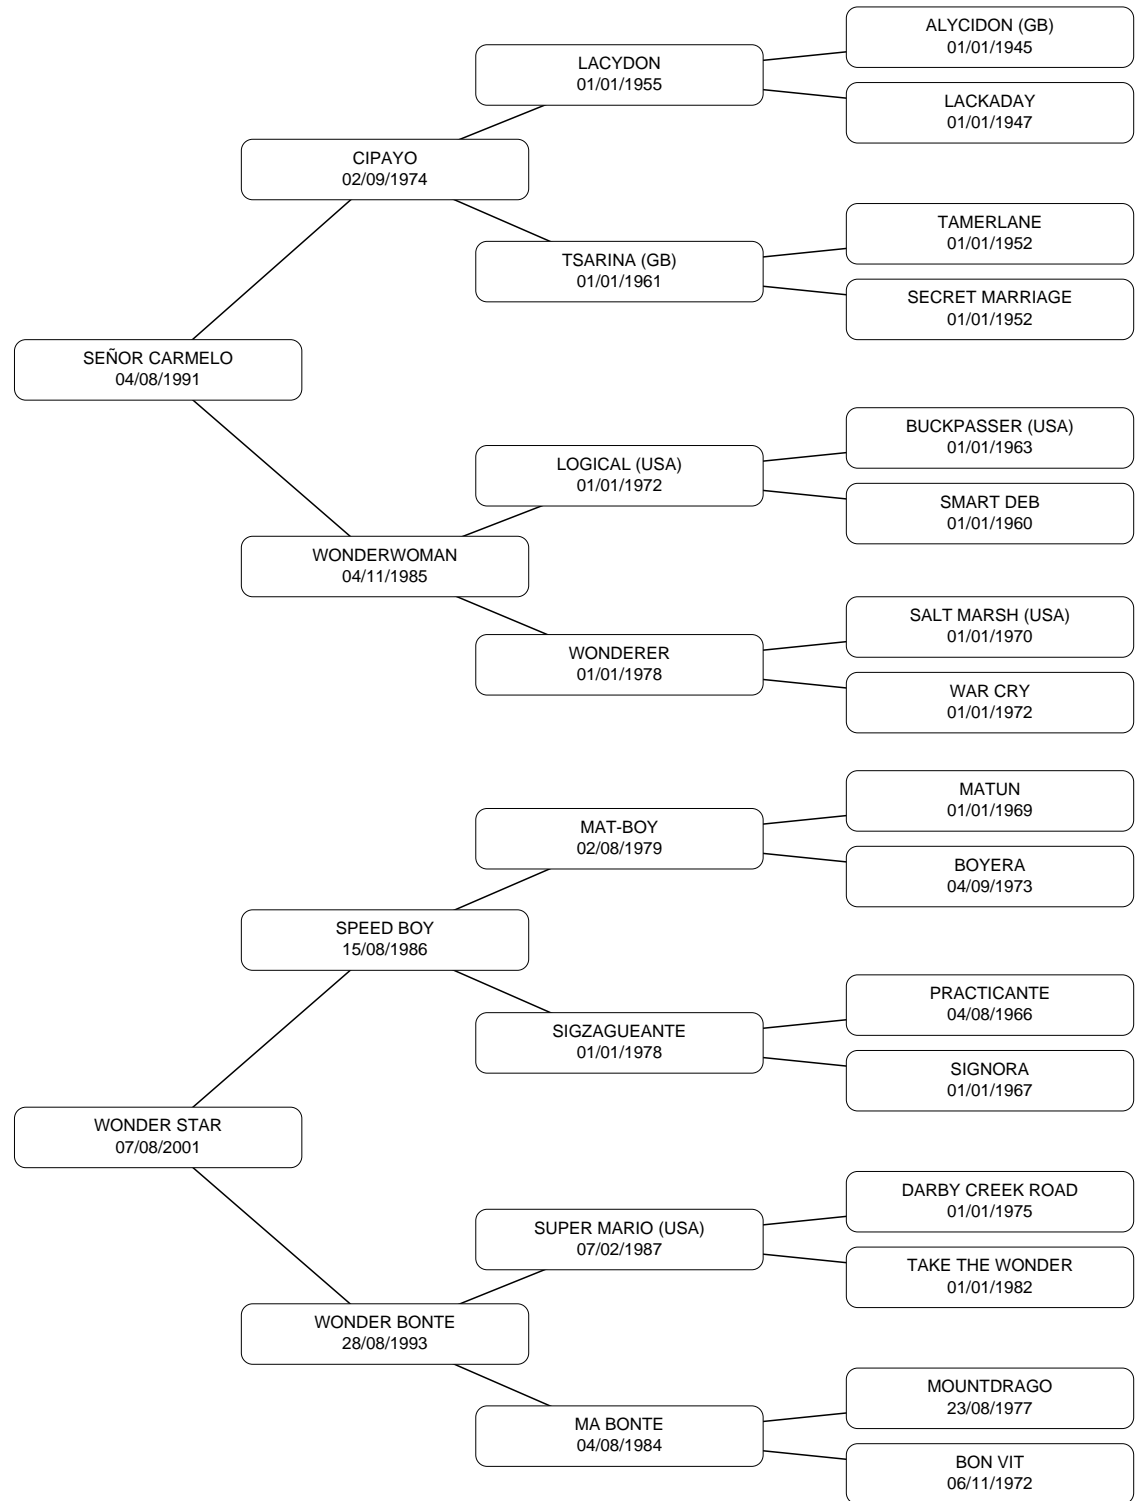 ALYCIDON (GB)
01/01/1945
LACYDON
01/01/1955
LACKADAY
01/01/1947
CIPAYO
02/09/1974
TAMERLANE
01/01/1952
TSARINA (GB)
01/01/1961
SECRET MARRIAGE
01/01/1952
SEÑOR CARMELO
04/08/1991
BUCKPASSER (USA)
01/01/1963
LOGICAL (USA)
01/01/1972
SMART DEB
01/01/1960
WONDERWOMAN
04/11/1985
SALT MARSH (USA)
01/01/1970
WONDERER
01/01/1978
WAR CRY
01/01/1972
MATUN
01/01/1969
MAT-BOY
02/08/1979
BOYERA
04/09/1973
SPEED BOY
15/08/1986
PRACTICANTE
04/08/1966
SIGZAGUEANTE
01/01/1978
SIGNORA
01/01/1967
WONDER STAR
07/08/2001
DARBY CREEK ROAD
01/01/1975
SUPER MARIO (USA)
07/02/1987
TAKE THE WONDER
01/01/1982
WONDER BONTE
28/08/1993
MOUNTDRAGO
23/08/1977
MA BONTE
04/08/1984
BON VIT
06/11/1972